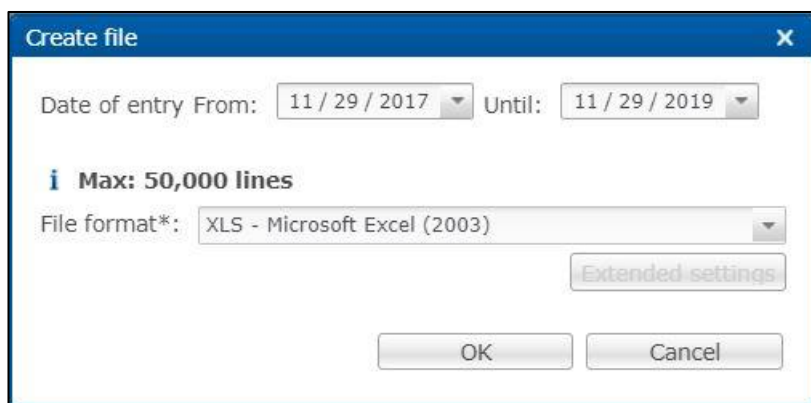 Create file x
Date of entry From: 11 / 29 / 2017 Until: 11 / 29 / 2019
i Max: 50,000 lines
File format*: XLS - Microsoft Excel (2003)
Extended settings
OK Cancel